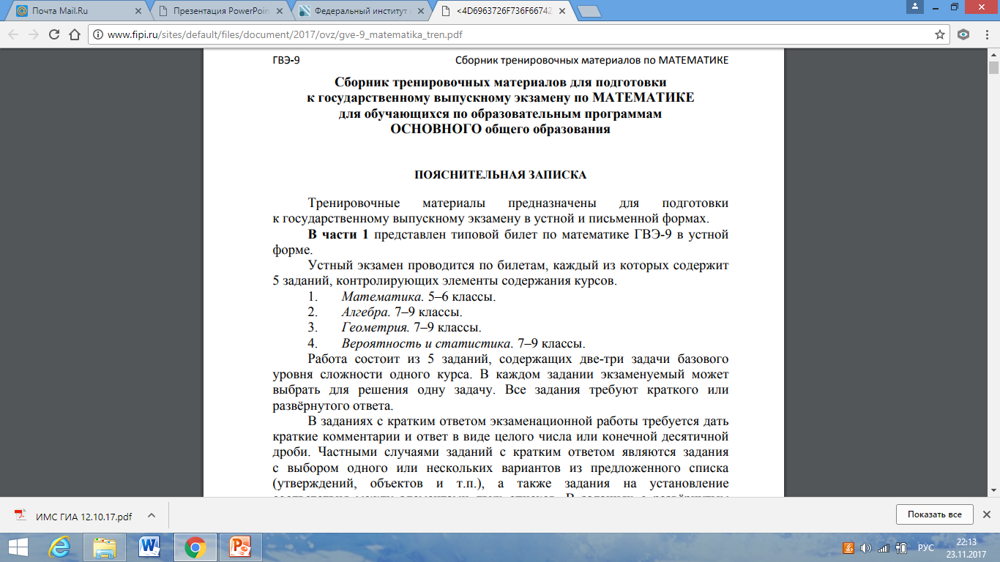 Почта Mail.Ru
Презентация PowerPoin
Федеральный институт
<4D6963726F736F66742
www.fipi.ru/sites/default/files/document/2017/ovz/gve-9_matematika_tren.pdf
ГВЭ-9 Сборник тренировочных материалов по МАТЕМАТИКЕ
Сборник тренировочных материалов для подготовки
к государственному выпускному экзамену по МАТЕМАТИКЕ
для обучающихся по образовательным программам
ОСНОВНОГО общего образования
ПОЯСНИТЕЛЬНАЯ ЗАПИСКА
Тренировочные материалы предназначены для подготовки
к государственному выпускному экзамену в устной и письменной формах.
В части 1 представлен типовой билет по математике ГВЭ-9 в устной
форме.
Устный экзамен проводится по билетам, каждый из которых содержит
5 заданий, контролирующих элементы содержания курсов.
1. Математика. 5–6 классы.
2. Алгебра. 7–9 классы.
3. Геометрия. 7–9 классы.
4. Вероятность и статистика. 7–9 классы.
Работа состоит из 5 заданий, содержащих две-три задачи базового
уровня сложности одного курса. В каждом задании экзаменуемый может
выбрать для решения одну задачу. Все задания требуют краткого или
развёрнутого ответа.
В заданиях с кратким ответом экзаменационной работы требуется дать
краткие комментарии и ответ в виде целого числа или конечной десятичной
дроби. Частными случаями заданий с кратким ответом являются задания
с выбором одного или нескольких вариантов из предложенного списка
(утверждений, объектов и т.п.), а также задания на установление
ИМС ГИА 12.10.17.pdf
Показать все
РУС
22:13
23.11.2017